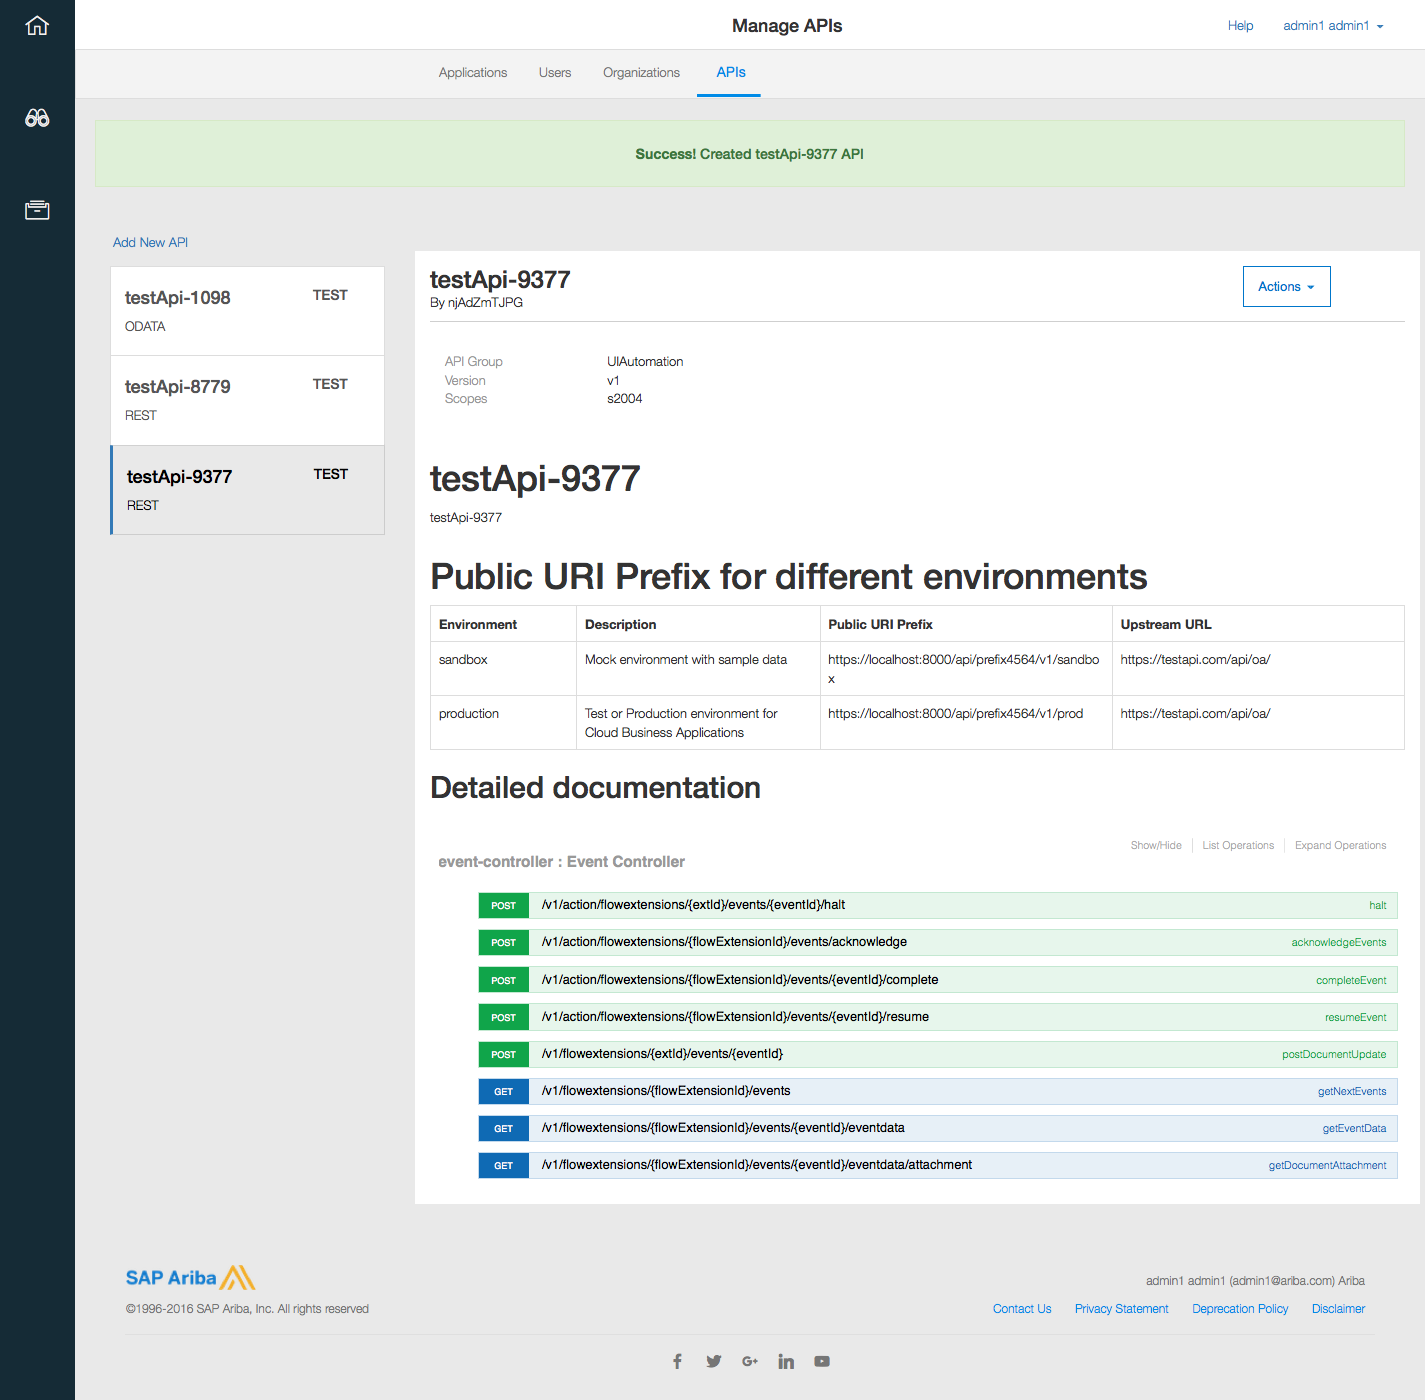 Manage APIs
Help
admin1 admin1
Applications
Users
Organizations
APIs
Success! Created testApi-9377 API
Add New API
testApi-1098
TEST
ODATA
testApi-8779
TEST
REST
testApi-9377
TEST
REST
testApi-9377
By njAdZmTJPG
Actions
API Group UIAutomation
Version v1
Scopes s2004
testApi-9377
testApi-9377
Public URI Prefix for different environments
Environment Description Public URI Prefix Upstream URL
sandbox Mock environment with sample data https://localhost:8000/api/prefix4564/v1/sandbo https://testapi.com/api/oa/
x
production Test or Production environment for https://localhost:8000/api/prefix4564/v1/prod https://testapi.com/api/oa/
Cloud Business Applications
Detailed documentation
Show/Hide List Operations Expand Operations
event-controller : Event Controller
POST /v1/action/flowextensions/{extId}/events/{eventId}/halt halt
POST /v1/action/flowextensions/{flowExtensionId}/events/acknowledge acknowledgeEvents
POST /v1/action/flowextensions/{flowExtensionId}/events/{eventId}/complete completeEvent
POST /v1/action/flowextensions/{flowExtensionId}/events/{eventId}/resume resumeEvent
POST /v1/flowextensions/{extId}/events/{eventId} postDocumentUpdate
GET /v1/flowextensions/{flowExtensionId}/events getNextEvents
GET /v1/flowextensions/{flowExtensionId}/events/{eventId}/eventdata getEventData
GET /v1/flowextensions/{flowExtensionId}/events/{eventId}/eventdata/attachment getDocumentAttachment
SAP Ariba
©1996-2016 SAP Ariba, Inc. All rights reserved
admin1 admin1 (admin1@ariba.com) Ariba
Contact Us Privacy Statement Deprecation Policy Disclaimer